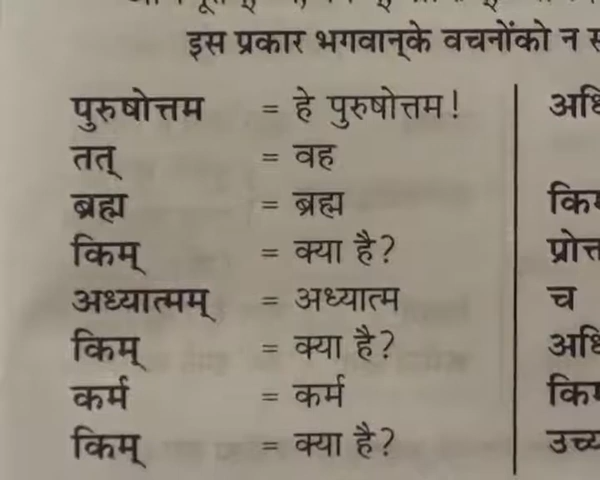 इस प्रकार भगवान्‌के वचनोंको न
पुरुषोत्तम = हे पुरुषोत्तम!
तत् = वह
ब्रह्म = ब्रह्म
किम् = क्या है?
अध्यात्मम् = अध्यात्म
किम् = क्या है?
कर्म = कर्म
किम् = क्या है?
च